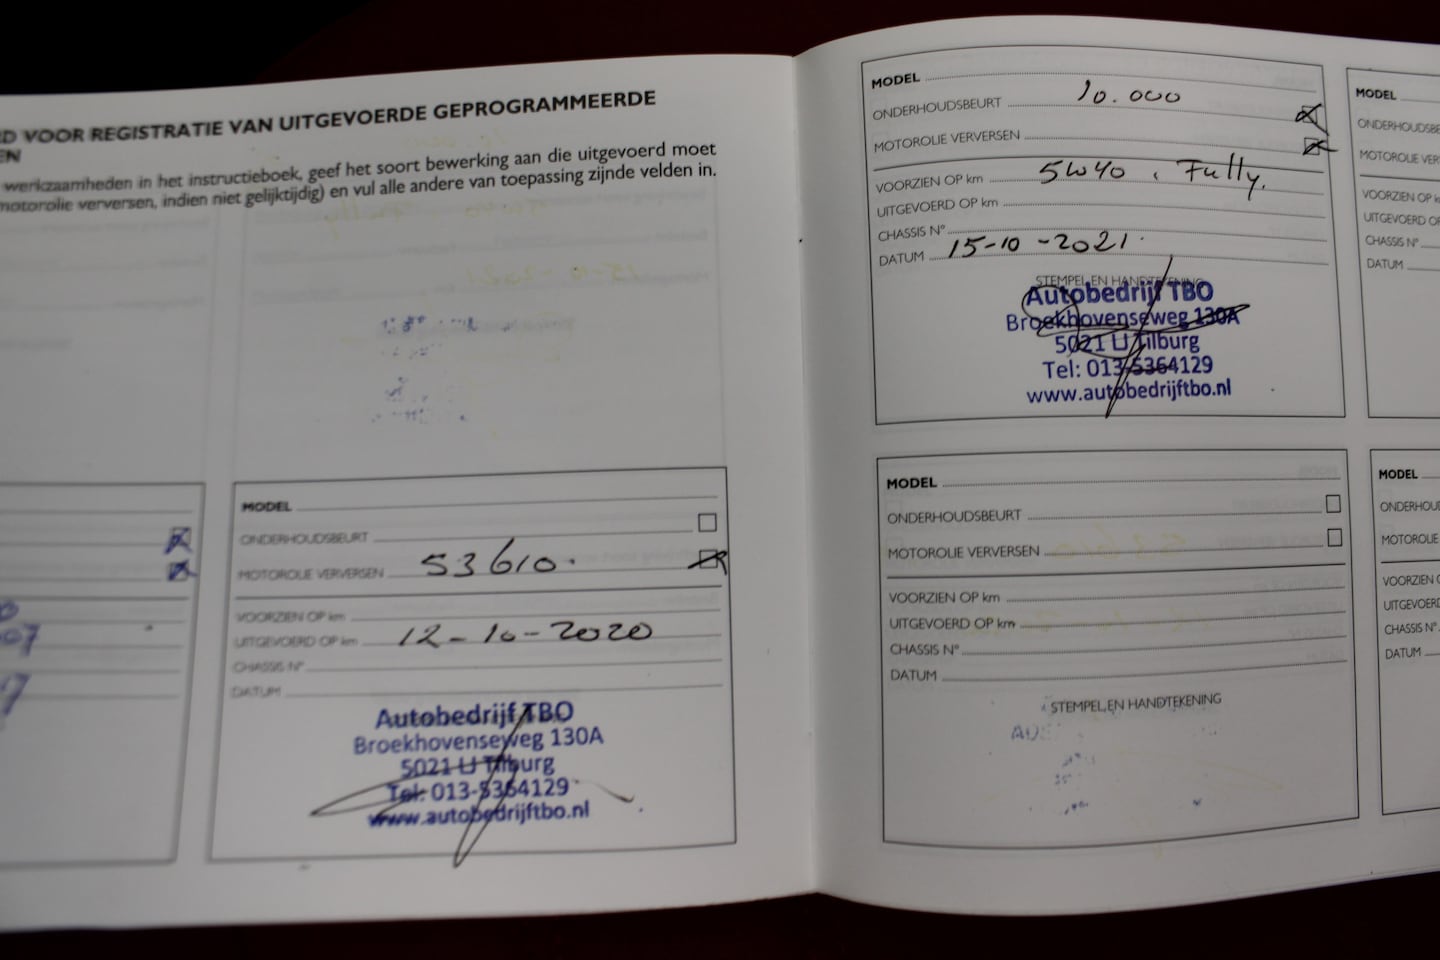 D VOOR REGISTRATIE VAN UITGEVOERDE GEPROGRAMMEERDE
EN
werkzaamheden in het instructieboek, geef het soort bewerking aan die uitgevoerd moet
motorolie verversen, indien niet gelijktijdig) en vul alle andere van toepassing zijnde velden in.
MODEL
ONDERHOUDSBEURT
MOTOROLIE VERVERSEN 53610.
VOORZIEN OP km
UITGEVOERD OP km 12-10-2020
CHASSIS N°
DATUM
Autobedrijf TBO
Broekhovenseweg 130A
5021 LJ Tilburg
Tel: 013-5364129
www.autobedrijftbo.nl
MODEL
ONDERHOUDSBEURT 10.000
MOTOROLIE VERVERSEN
VOORZIEN OP km 5W40, Fully.
UITGEVOERD OP km
CHASSIS N°
DATUM 15-10-2021.
STEMPEL EN HANDTEKENING
Autobedrijf TBO
Broekhovenseweg 130A
5021 LJ Tilburg
Tel: 013-5364129
www.autobedrijftbo.nl
MODEL
ONDERHOUDSBEURT
MOTOROLIE VERVERSEN
VOORZIEN OP km
UITGEVOERD OP km
CHASSIS N°
DATUM
STEMPEL EN HANDTEKENING
MODEL
ONDERHOUDSBE
MOTOROLIE VER
VOORZIEN OP k
UITGEVOERD OP
CHASSIS N°
DATUM
MODEL
ONDERHOUD
MOTOROLIE
VOORZIEN O
UITGEVOERD
CHASSIS N°
DATUM